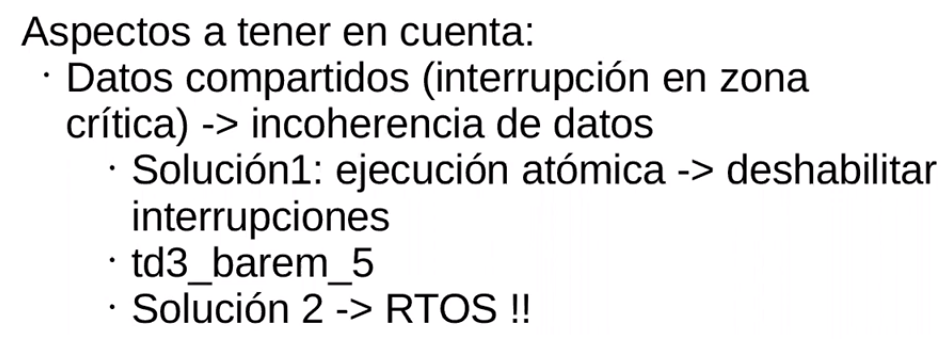 Aspectos a tener en cuenta:
· Datos compartidos (interrupción en zona
crítica) -> incoherencia de datos
· Solución1: ejecución atómica -> deshabilitar
interrupciones
· td3_barem_5
· Solución 2 -> RTOS !!